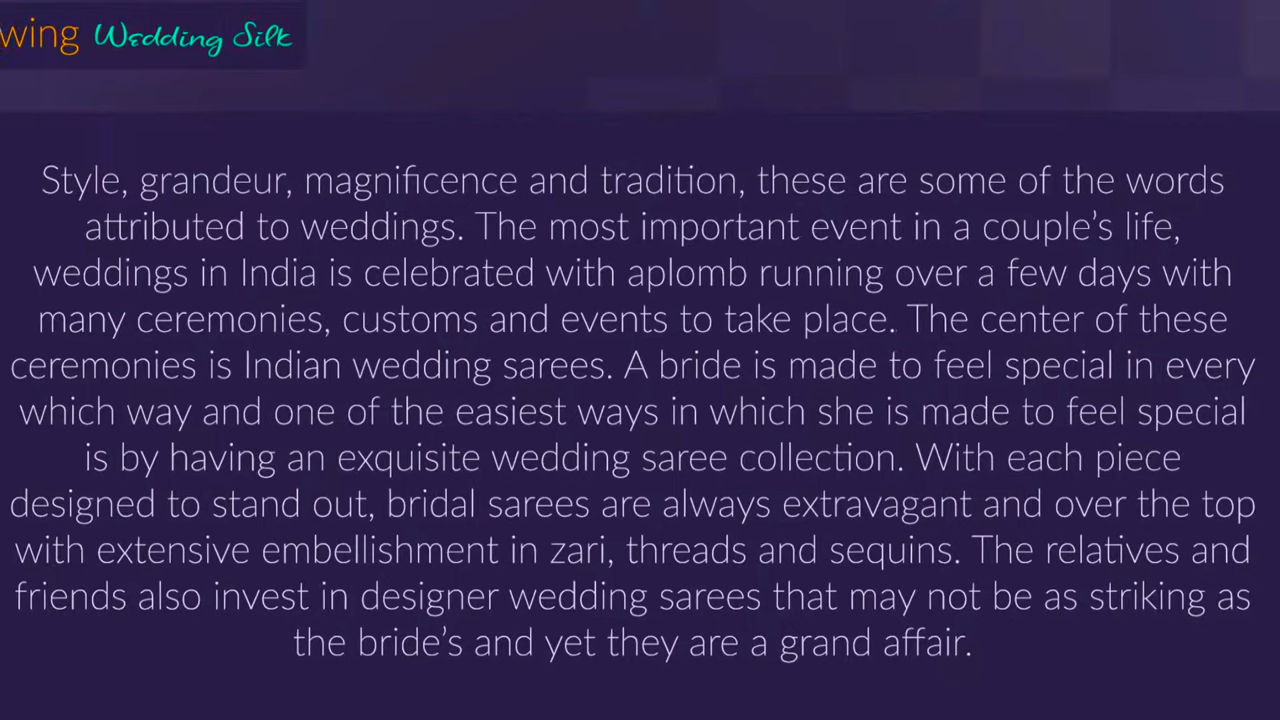 wing Wedding Silk
Style, grandeur, magnificence and tradition, these are some of the words
attributed to weddings. The most important event in a couple’s life,
weddings in India is celebrated with aplomb running over a few days with
many ceremonies, customs and events to take place. The center of these
ceremonies is Indian wedding sarees. A bride is made to feel special in every
which way and one of the easiest ways in which she is made to feel special
is by having an exquisite wedding saree collection. With each piece
designed to stand out, bridal sarees are always extravagant and over the top
with extensive embellishment in zari, threads and sequins. The relatives and
friends also invest in designer wedding sarees that may not be as striking as
the bride’s and yet they are a grand affair.